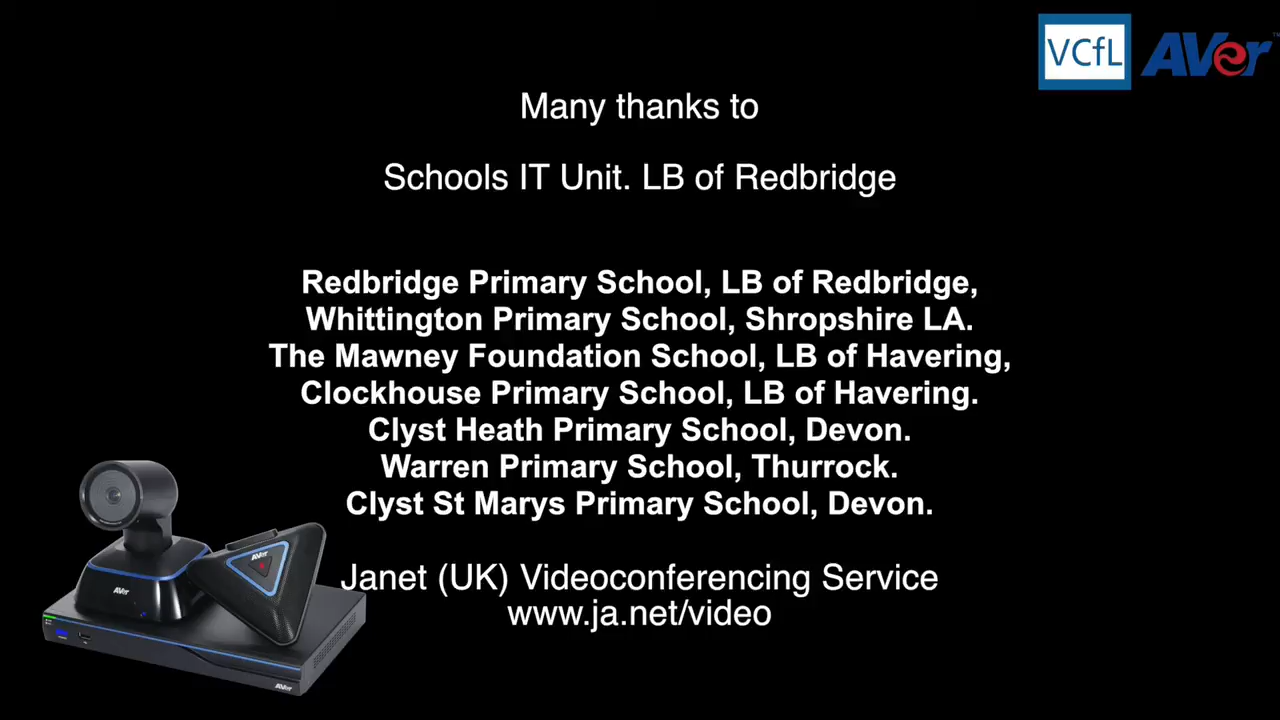 VCfL AVer
Many thanks to
Schools IT Unit. LB of Redbridge
Redbridge Primary School, LB of Redbridge,
Whittington Primary School, Shropshire LA.
The Mawney Foundation School, LB of Havering,
Clockhouse Primary School, LB of Havering.
Clyst Heath Primary School, Devon.
Warren Primary School, Thurrock.
Clyst St Marys Primary School, Devon.
Janet (UK) Videoconferencing Service
www.ja.net/video
AVer
AVer
AVer